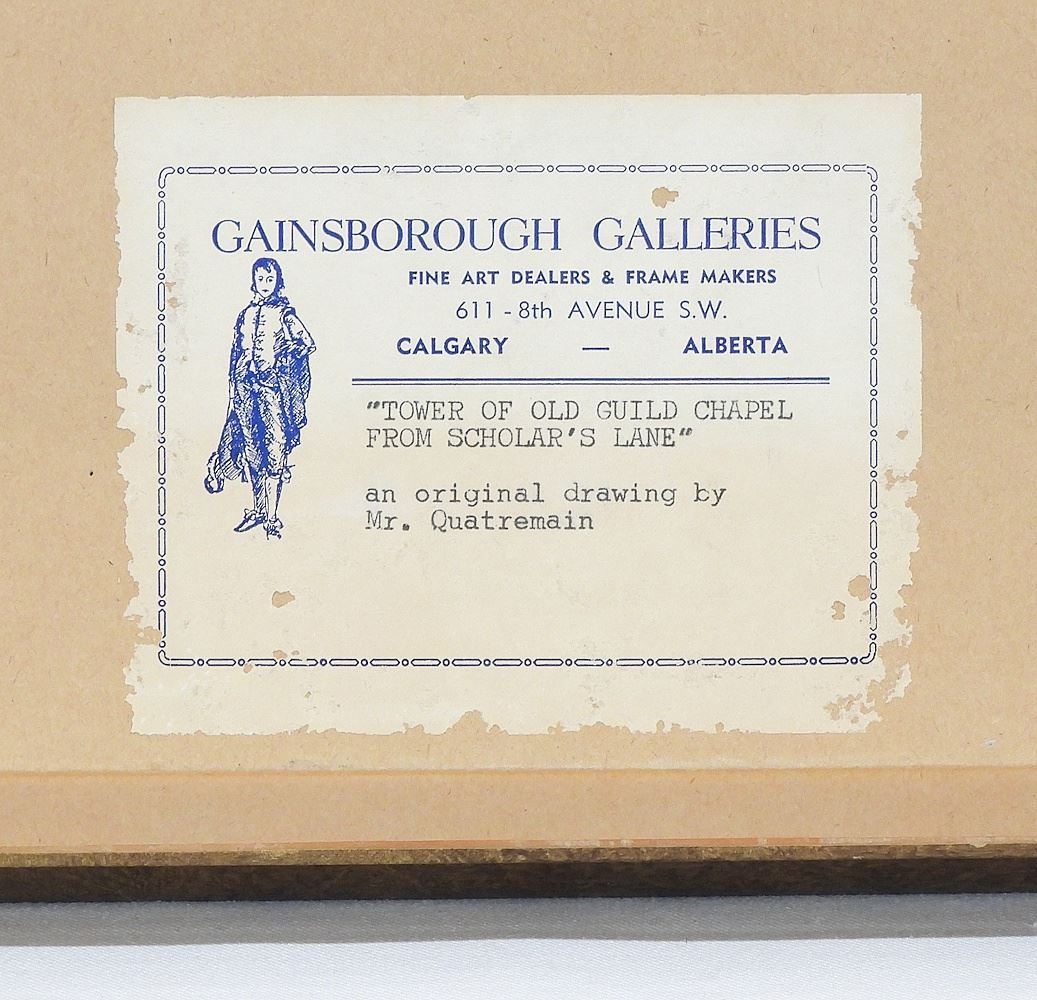 GAINSBOROUGH GALLERIES
FINE ART DEALERS & FRAME MAKERS
611 - 8th AVENUE S.W.
CALGARY — ALBERTA
"TOWER OF OLD GUILD CHAPEL
FROM SCHOLAR'S LANE"
an original drawing by
Mr. Quatremain